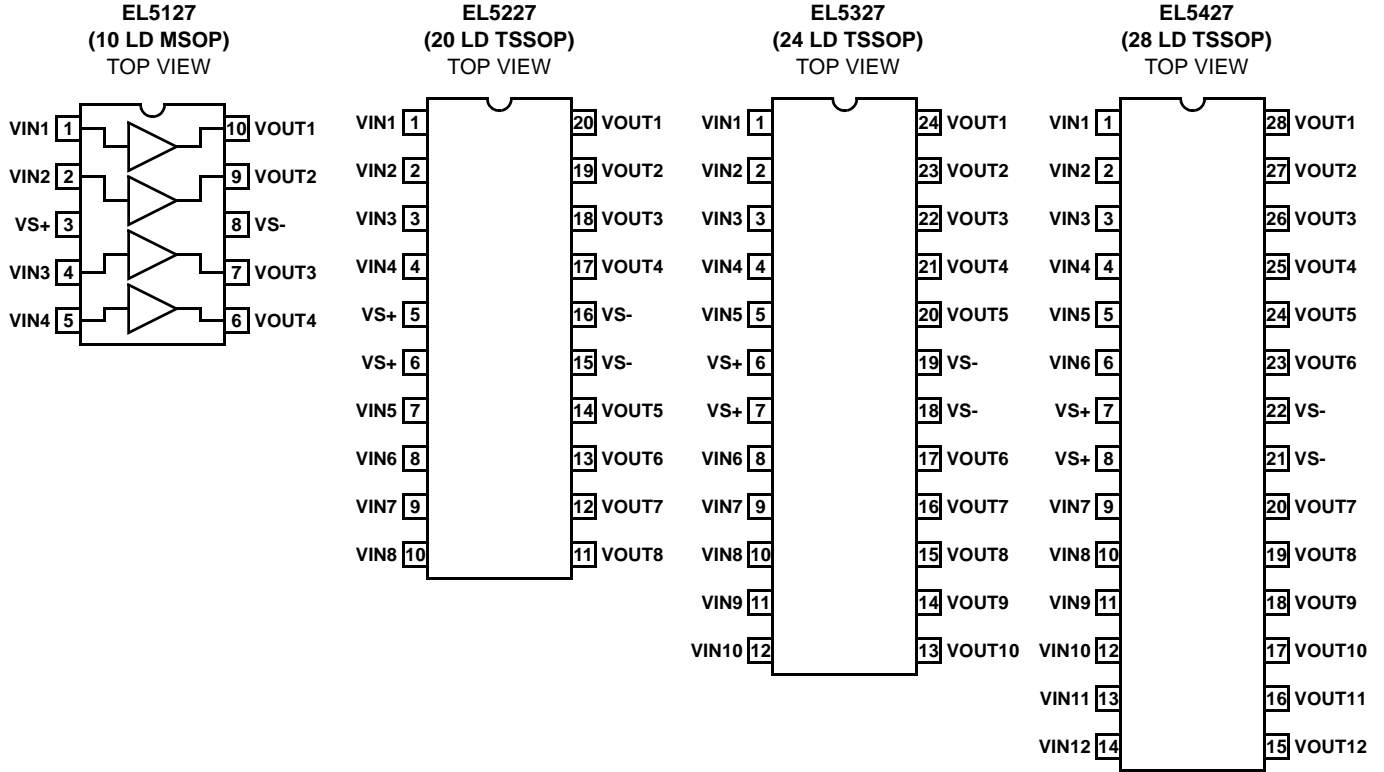 EL5127
(10 LD MSOP)
TOP VIEW
VIN1 1 10 VOUT1
VIN2 2 9 VOUT2
VS+ 3 8 VS-
VIN3 4 7 VOUT3
VIN4 5 6 VOUT4
EL5227
(20 LD TSSOP)
TOP VIEW
VIN1 1 20 VOUT1
VIN2 2 19 VOUT2
VIN3 3 18 VOUT3
VIN4 4 17 VOUT4
VS+ 5 16 VS-
VS+ 6 15 VS-
VIN5 7 14 VOUT5
VIN6 8 13 VOUT6
VIN7 9 12 VOUT7
VIN8 10 11 VOUT8
EL5327
(24 LD TSSOP)
TOP VIEW
VIN1 1 24 VOUT1
VIN2 2 23 VOUT2
VIN3 3 22 VOUT3
VIN4 4 21 VOUT4
VIN5 5 20 VOUT5
VS+ 6 19 VS-
VS+ 7 18 VS-
VIN6 8 17 VOUT6
VIN7 9 16 VOUT7
VIN8 10 15 VOUT8
VIN9 11 14 VOUT9
VIN10 12 13 VOUT10
EL5427
(28 LD TSSOP)
TOP VIEW
VIN1 1 28 VOUT1
VIN2 2 27 VOUT2
VIN3 3 26 VOUT3
VIN4 4 25 VOUT4
VIN5 5 24 VOUT5
VIN6 6 23 VOUT6
VS+ 7 22 VS-
VS+ 8 21 VS-
VIN7 9 20 VOUT7
VIN8 10 19 VOUT8
VIN9 11 18 VOUT9
VIN10 12 17 VOUT10
VIN11 13 16 VOUT11
VIN12 14 15 VOUT12